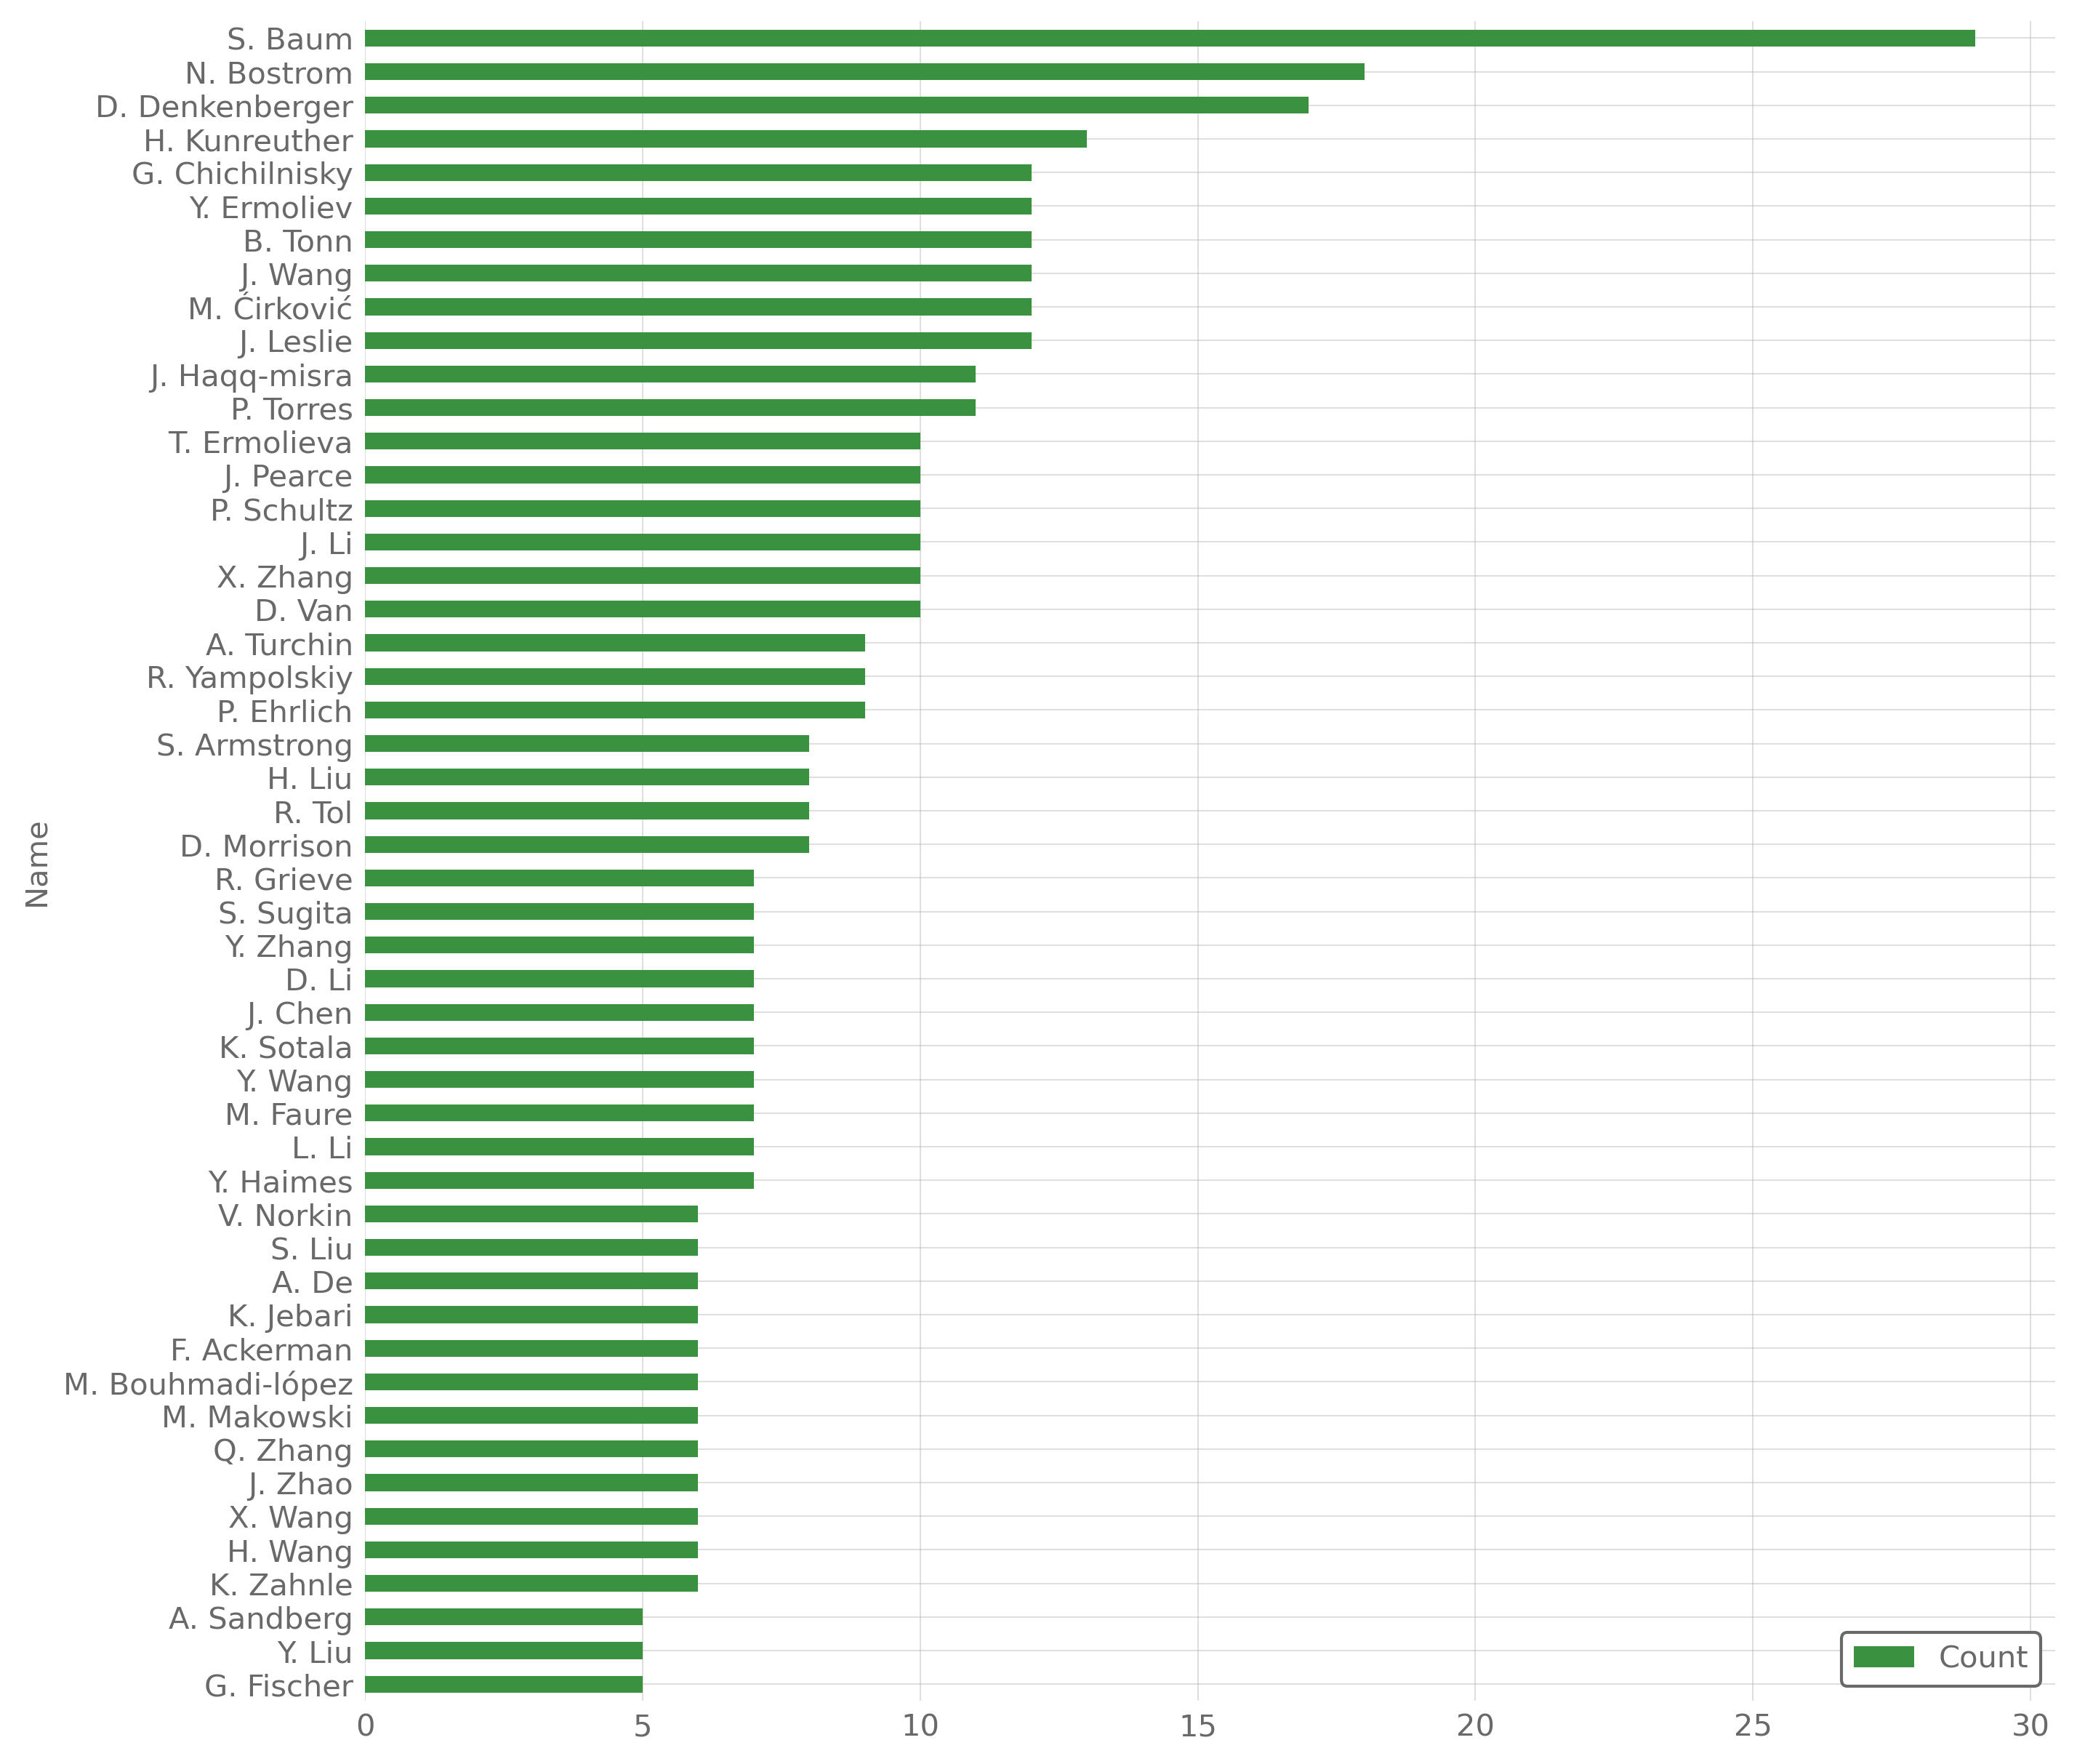 S. Baum
N. Bostrom
D. Denkenberger
H. Kunreuther
G. Chichilnisky
Y. Ermoliev
B. Tonn
J. Wang
M. Ćirković
J. Leslie
J. Haqq-misra
P. Torres
T. Ermolieva
J. Pearce
P. Schultz
J. Li
X. Zhang
D. Van
A. Turchin
R. Yampolskiy
P. Ehrlich
S. Armstrong
H. Liu
R. Tol
D. Morrison
R. Grieve
S. Sugita
Y. Zhang
D. Li
J. Chen
K. Sotala
Y. Wang
M. Faure
L. Li
Y. Haimes
V. Norkin
S. Liu
A. De
K. Jebari
F. Ackerman
M. Bouhmadi-lópez
M. Makowski
Q. Zhang
J. Zhao
X. Wang
H. Wang
K. Zahnle
A. Sandberg
Y. Liu
G. Fischer
Name
Count
0 5 10 15 20 25 30